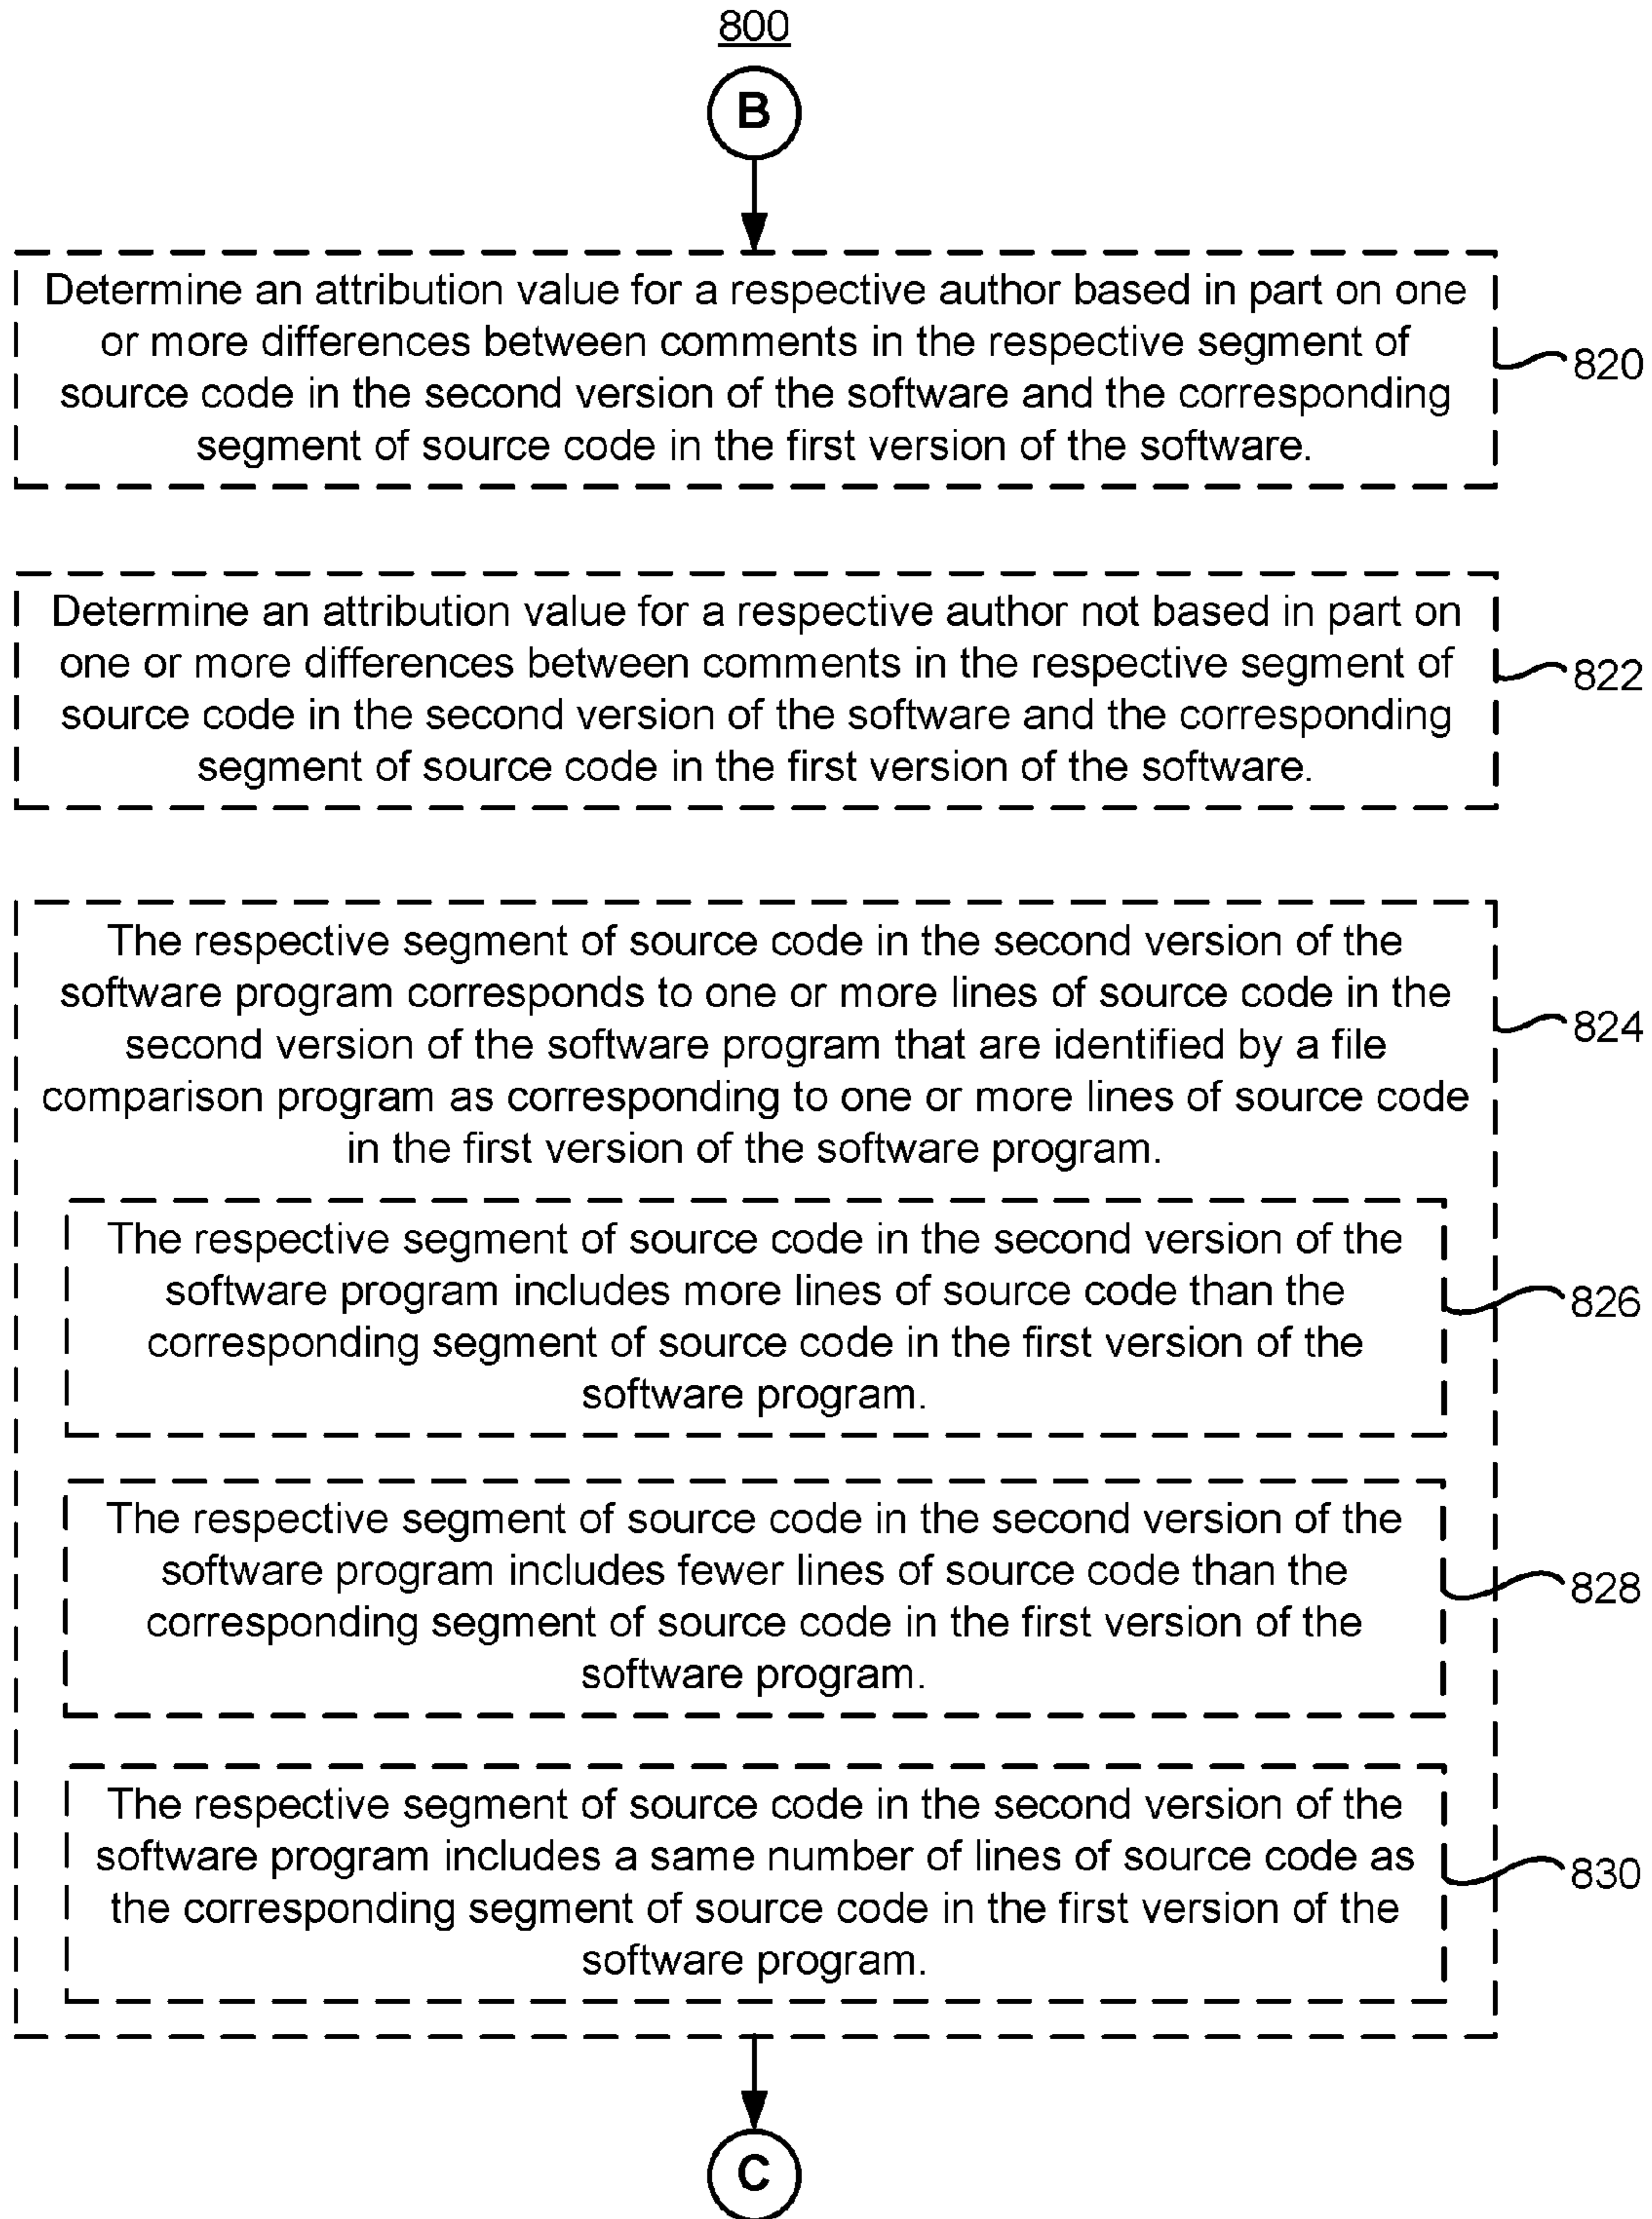 800
B
Determine an attribution value for a respective author based in part on one
or more differences between comments in the respective segment of
source code in the second version of the software and the corresponding
segment of source code in the first version of the software.
820
Determine an attribution value for a respective author not based in part on
one or more differences between comments in the respective segment of
source code in the second version of the software and the corresponding
segment of source code in the first version of the software.
822
The respective segment of source code in the second version of the
software program corresponds to one or more lines of source code in the
second version of the software program that are identified by a file
comparison program as corresponding to one or more lines of source code
in the first version of the software program.
824
The respective segment of source code in the second version of the
software program includes more lines of source code than the
corresponding segment of source code in the first version of the
software program.
826
The respective segment of source code in the second version of the
software program includes fewer lines of source code than the
corresponding segment of source code in the first version of the
software program.
828
The respective segment of source code in the second version of the
software program includes a same number of lines of source code as
the corresponding segment of source code in the first version of the
software program.
830
C